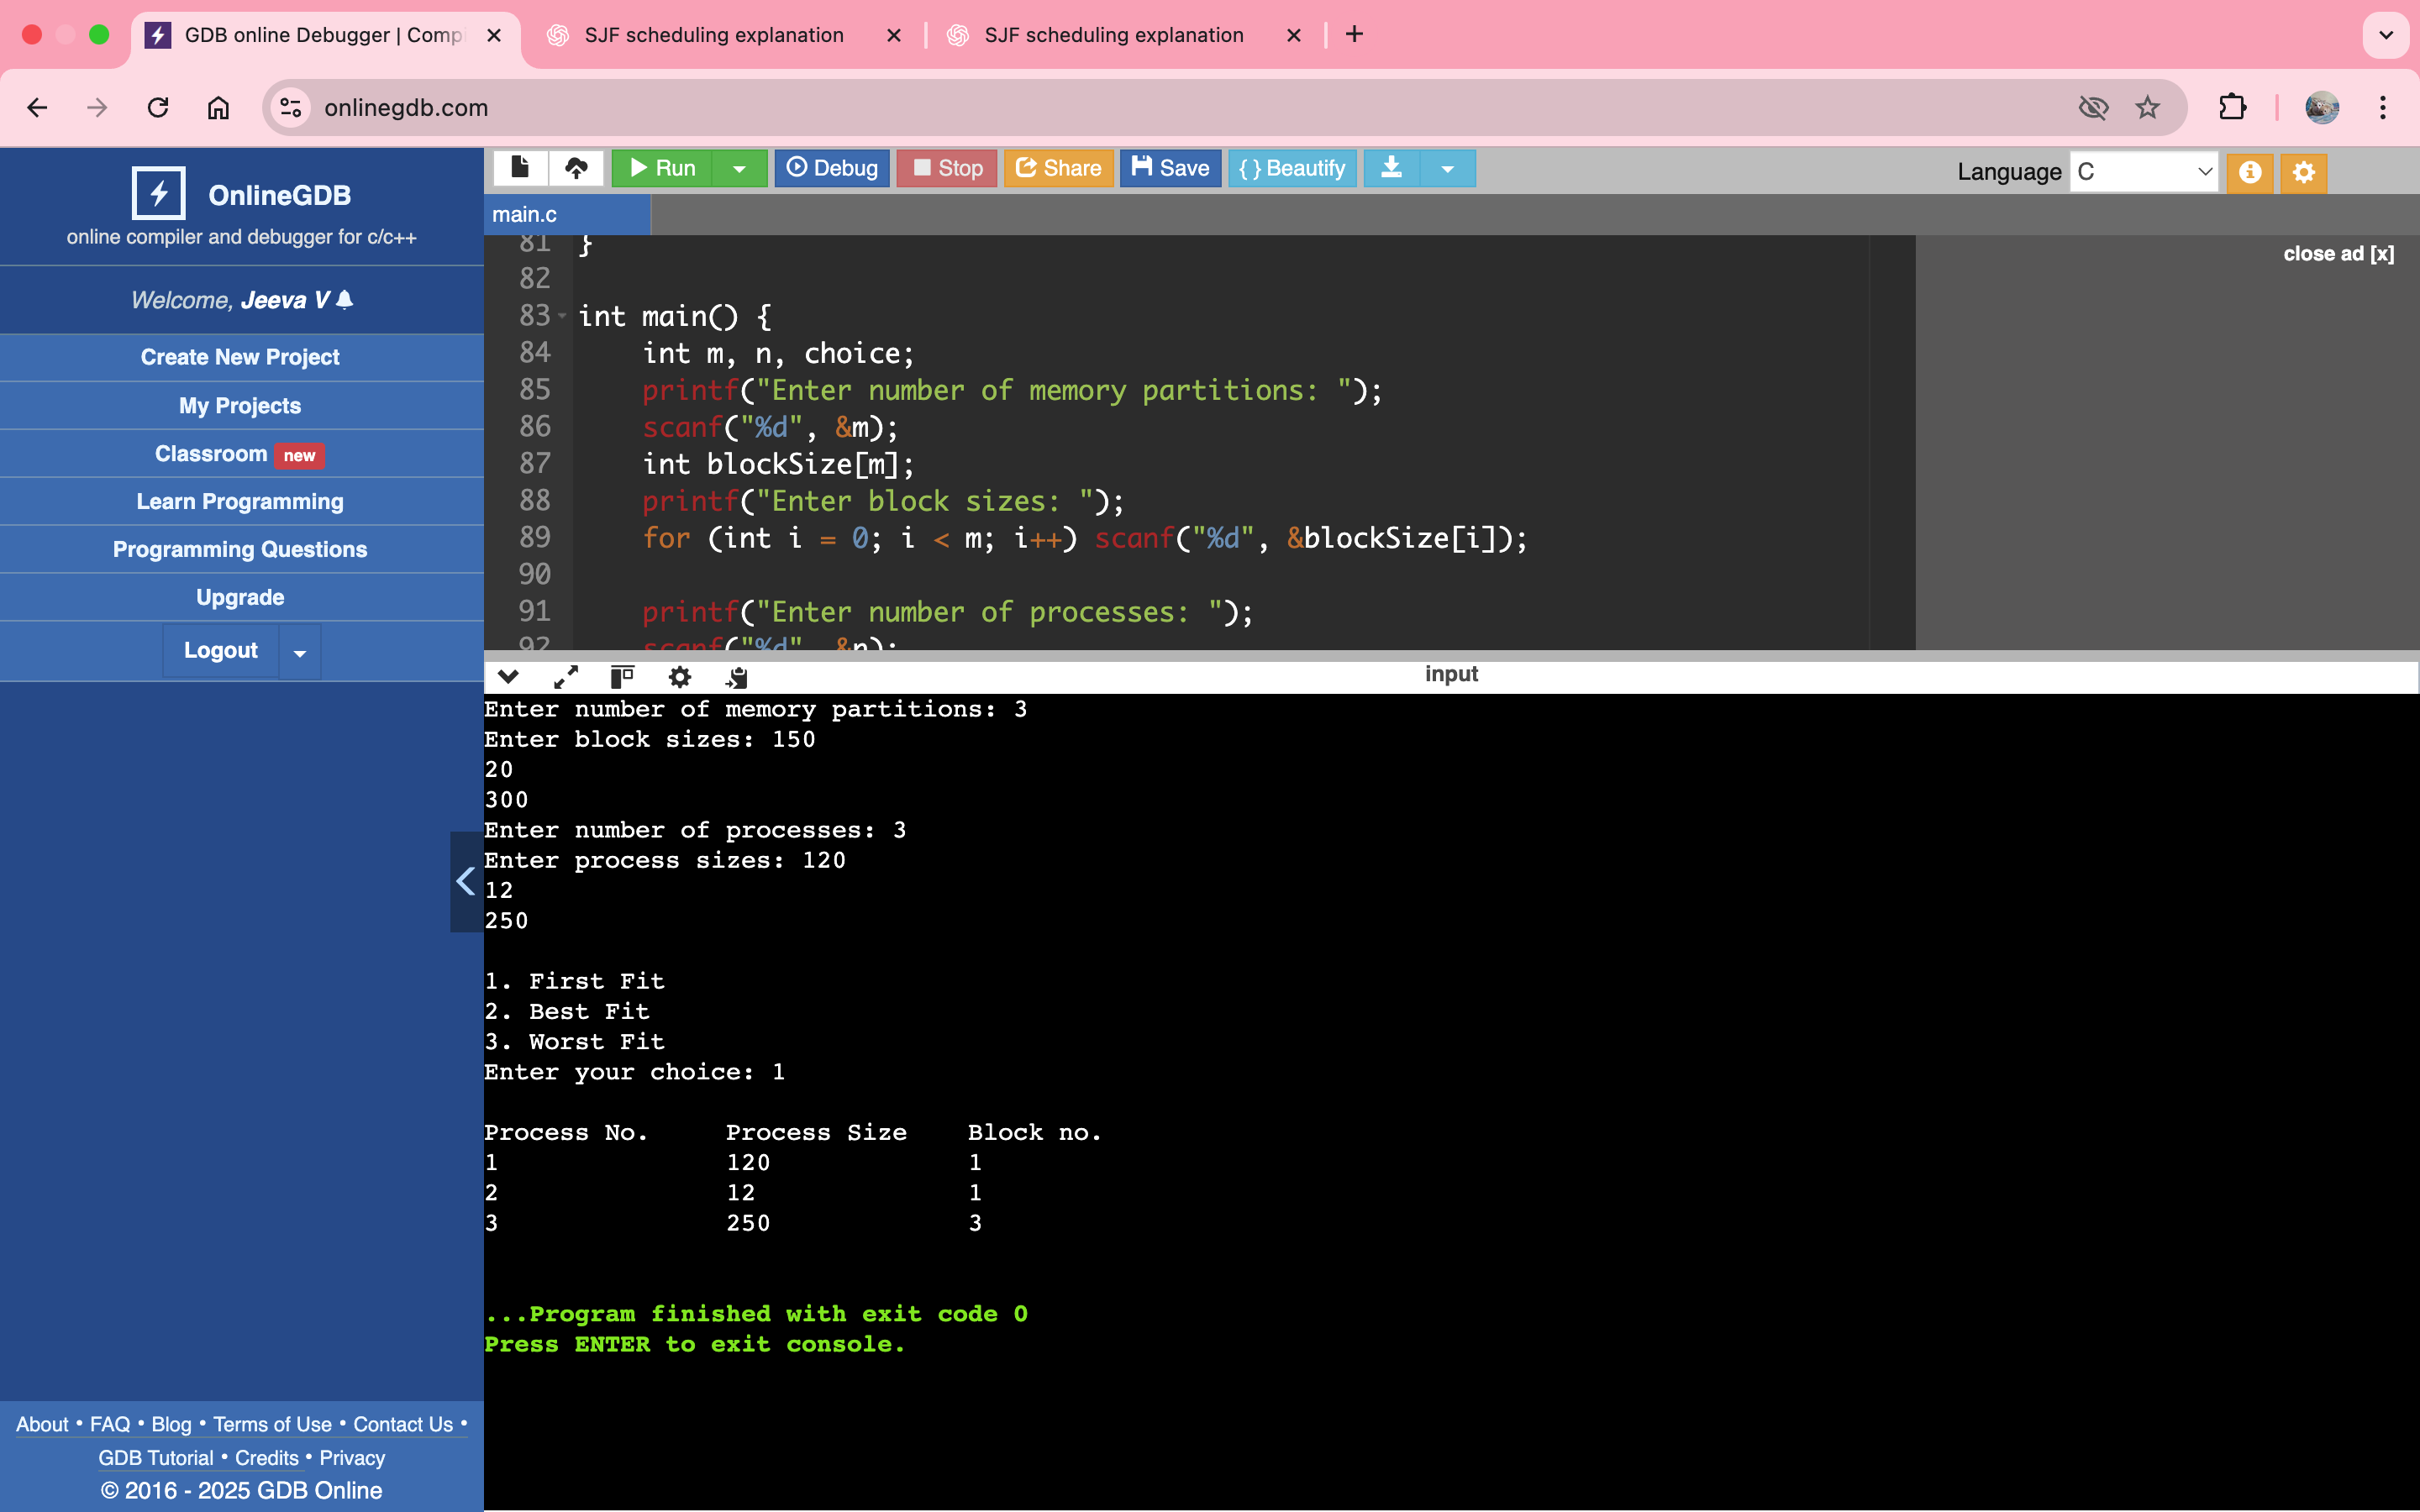 GDB online Debugger | Comp
SJF scheduling explanation
SJF scheduling explanation
onlinegdb.com
OnlineGDB
online compiler and debugger for c/c++
Welcome, Jeeva V
Create New Project
My Projects
Classroom new
Learn Programming
Programming Questions
Upgrade
Logout
About • FAQ • Blog • Terms of Use • Contact Us •
GDB Tutorial • Credits • Privacy
© 2016 - 2025 GDB Online
Run Debug Stop Share Save { } Beautify
Language C
main.c
close ad [x]
81 }
82
83 int main() {
84 int m, n, choice;
85 printf("Enter number of memory partitions: ");
86 scanf("%d", &m);
87 int blockSize[m];
88 printf("Enter block sizes: ");
89 for (int i = 0; i < m; i++) scanf("%d", &blockSize[i]);
90
91 printf("Enter number of processes: ");
92 scanf("%d", &n);
input
Enter number of memory partitions: 3
Enter block sizes: 150
20
300
Enter number of processes: 3
Enter process sizes: 120
12
250
1. First Fit
2. Best Fit
3. Worst Fit
Enter your choice: 1
Process No. Process Size Block no.
1 120 1
2 12 1
3 250 3
...Program finished with exit code 0
Press ENTER to exit console.